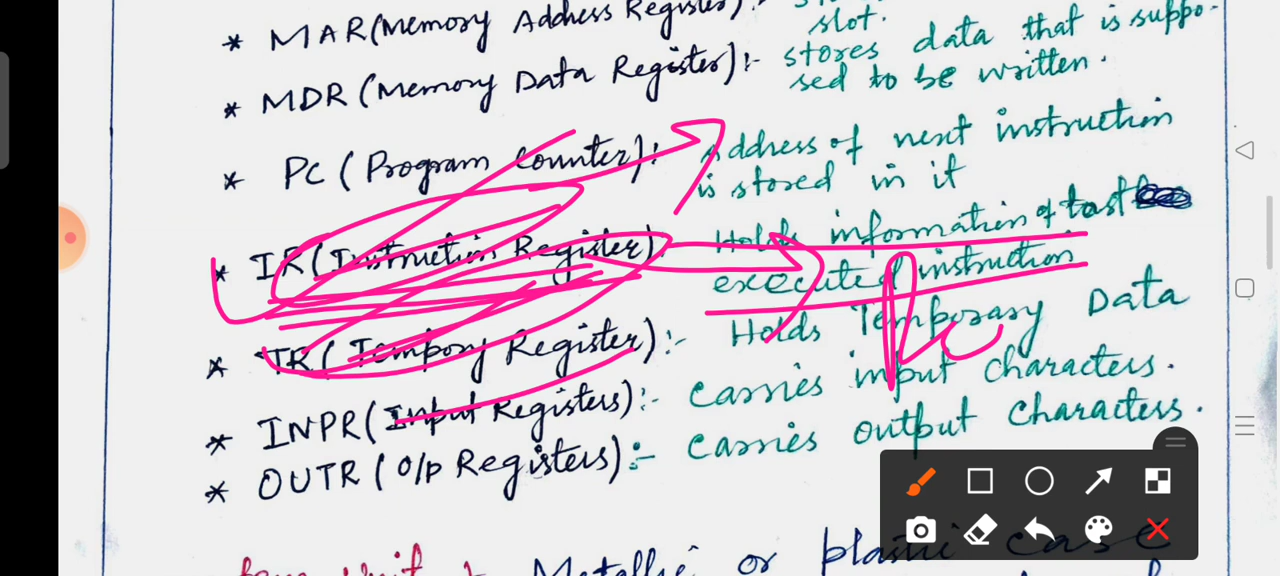 * MAR (Memory Address Register) :-
slot.
* MDR (Memory Data Register) :- stores data that is suppo-
sed to be written.
* PC ( Program Counter) :- Address of next instruction
is stored in it
* IR ( Instruction Register) Holds information of last
executed instruction
* TR ( Tempory Register) :- Holds Temporary Data
* INPR ( Input Registers) :- Carries input characters.
* OUTR ( O/p Registers) :- Carries output Characters.
Metallic or plastic case